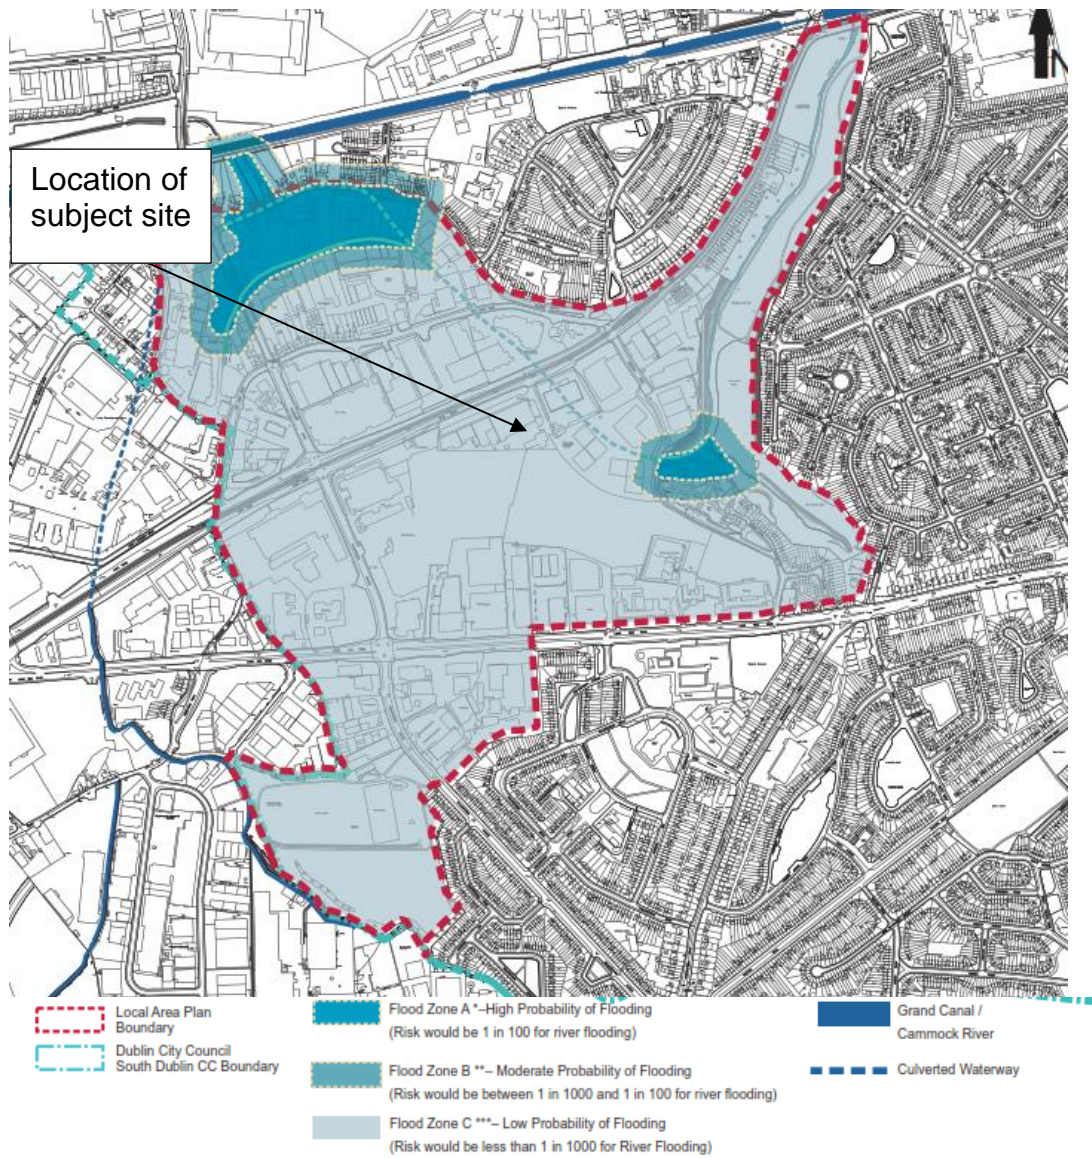 Location of
subject site
Local Area Plan
Boundary
Dublin City Council
South Dublin CC Boundary
Flood Zone A *–High Probability of Flooding
(Risk would be 1 in 100 for river flooding)
Flood Zone B **– Moderate Probability of Flooding
(Risk would be between 1 in 1000 and 1 in 100 for river flooding)
Flood Zone C ***– Low Probability of Flooding
(Risk would be less than 1 in 1000 for River Flooding)
Grand Canal /
Cammock River
Culverted Waterway